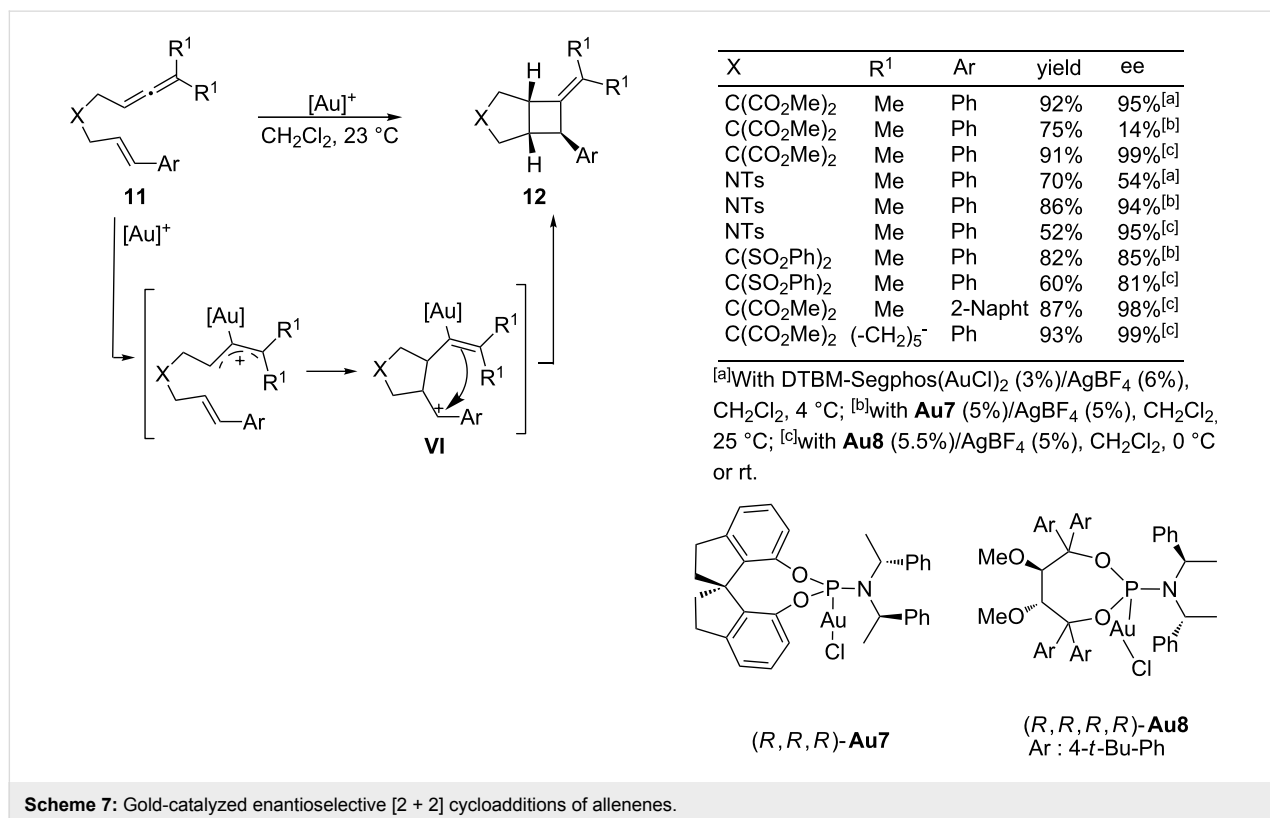 R1
R1
X
Ar
11
[Au]+
CH2Cl2, 23 °C
H
R1
R1
X
H
Ar
12
[Au]+
[Au]
R1
R1
+
X
Ar
[Au]
R1
R1
X
+
Ar
VI
X R1 Ar yield ee
C(CO2Me)2 Me Ph 92% 95%[a]
C(CO2Me)2 Me Ph 75% 14%[b]
C(CO2Me)2 Me Ph 91% 99%[c]
NTs Me Ph 70% 54%[a]
NTs Me Ph 86% 94%[b]
NTs Me Ph 52% 95%[c]
C(SO2Ph)2 Me Ph 82% 85%[b]
C(SO2Ph)2 Me Ph 60% 81%[c]
C(CO2Me)2 Me 2-Napht 87% 98%[c]
C(CO2Me)2 (-CH2)5- Ph 93% 99%[c]
[a]With DTBM-Segphos(AuCl)2 (3%)/AgBF4 (6%),
CH2Cl2, 4 °C; [b]with Au7 (5%)/AgBF4 (5%), CH2Cl2,
25 °C; [c]with Au8 (5.5%)/AgBF4 (5%), CH2Cl2, 0 °C
or rt.
O
O
P
N
Ph
Ph
Au
Cl
(R,R,R)-Au7
Ar Ar
MeO
MeO
O
O
P
N
Ph
Ph
Au
Cl
Ar Ar
(R,R,R,R)-Au8
Ar : 4-t-Bu-Ph
Scheme 7: Gold-catalyzed enantioselective [2 + 2] cycloadditions of allenenes.